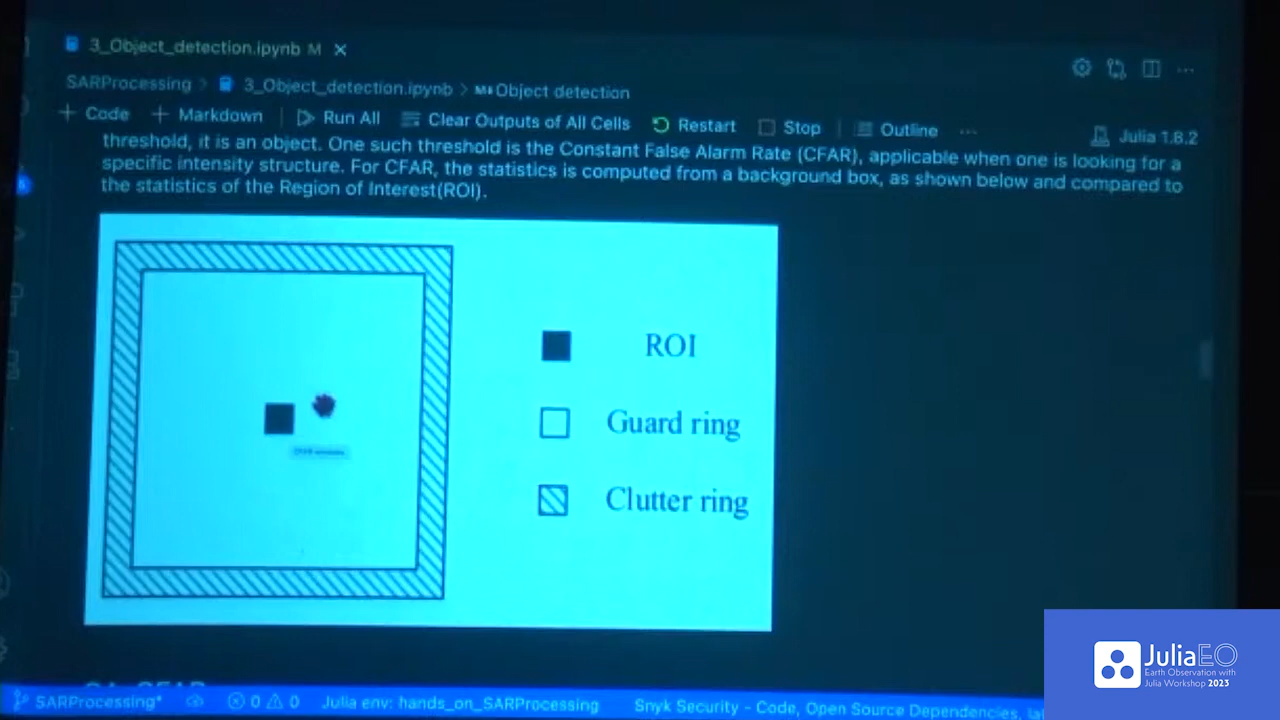 3_Object_detection.ipynb M
SARProcessing > 3_Object_detection.ipynb > M Object detection
+ Code + Markdown Run All Clear Outputs of All Cells Restart Stop Outline ... Julia 1.8.2
threshold, it is an object. One such threshold is the Constant False Alarm Rate (CFAR), applicable when one is looking for a
specific intensity structure. For CFAR, the statistics is computed from a background box, as shown below and compared to
the statistics of the Region of Interest(ROI).
ROI
Guard ring
Clutter ring
SARProcessing* 0 0 Julia env: hands_on_SARProcessing Snyk Security - Code, Open Source Dependencies,
JuliaEO
Earth Observation with
Julia Workshop 2023